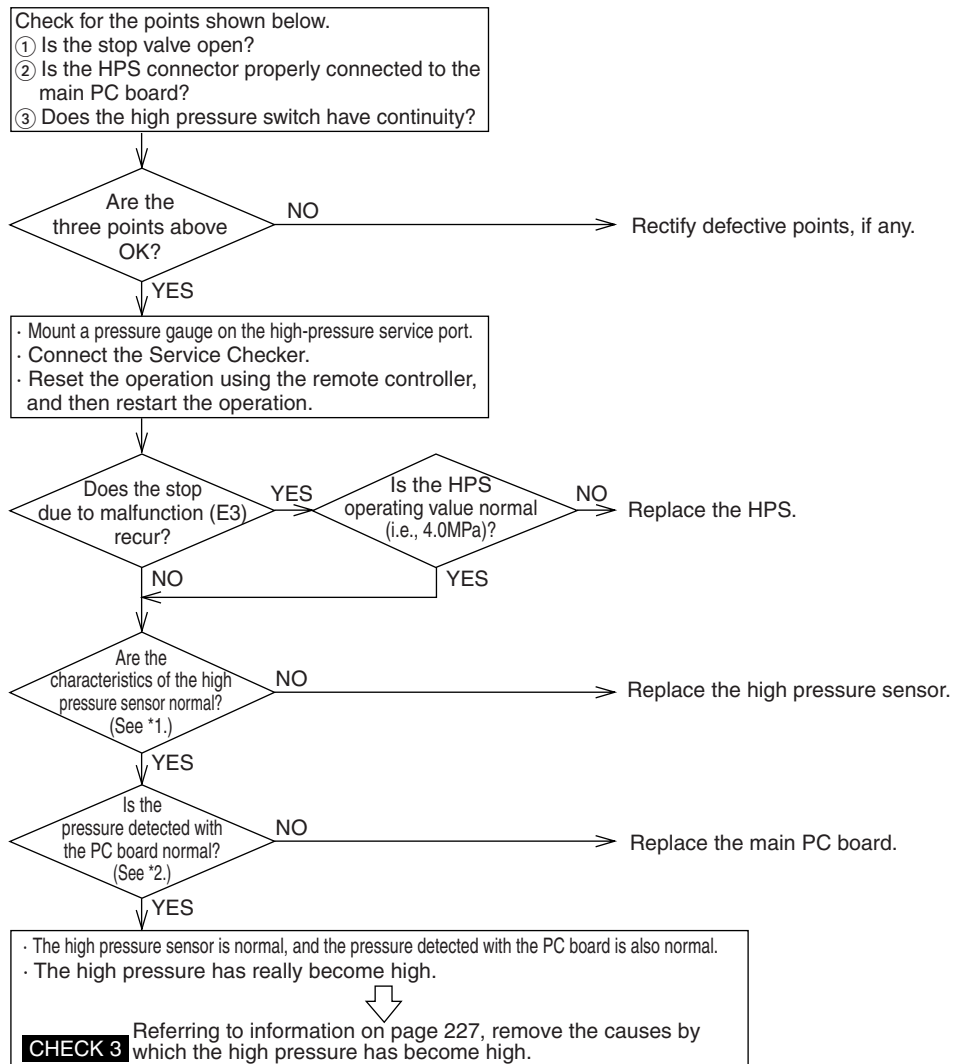 Check for the points shown below.
① Is the stop valve open?
② Is the HPS connector properly connected to the
main PC board?
③ Does the high pressure switch have continuity?
Are the
three points above
OK?
NO
Rectify defective points, if any.
YES
· Mount a pressure gauge on the high-pressure service port.
· Connect the Service Checker.
· Reset the operation using the remote controller,
and then restart the operation.
Does the stop
due to malfunction (E3)
recur?
YES
Is the HPS
operating value normal
(i.e., 4.0MPa)?
NO
Replace the HPS.
NO
YES
Are the
characteristics of the high
pressure sensor normal?
(See *1.)
NO
Replace the high pressure sensor.
YES
Is the
pressure detected with
the PC board normal?
(See *2.)
NO
Replace the main PC board.
YES
· The high pressure sensor is normal, and the pressure detected with the PC board is also normal.
· The high pressure has really become high.
CHECK 3
Referring to information on page 227, remove the causes by
which the high pressure has become high.